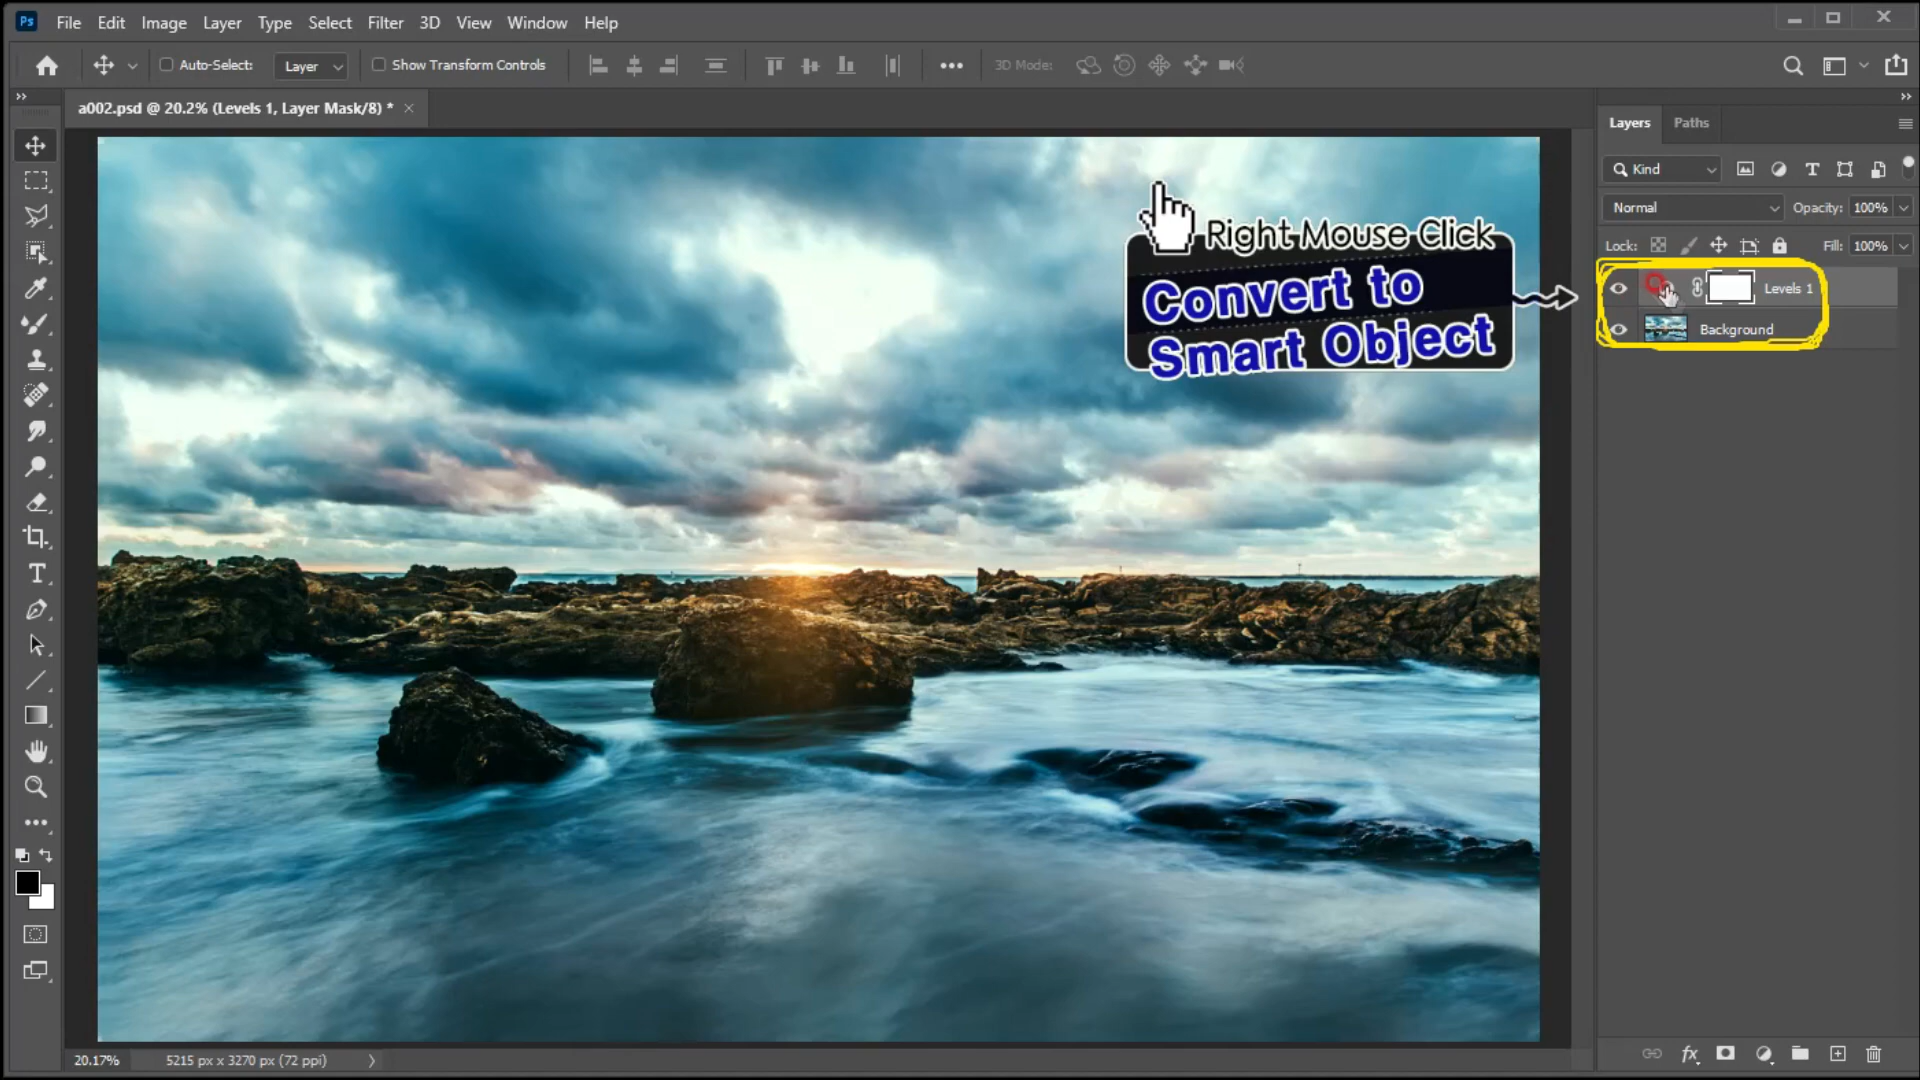 Ps File Edit Image Layer Type Select Filter 3D View Window Help
Auto-Select: Layer Show Transform Controls 3D Mode:
a002.psd @ 20.2% (Levels 1, Layer Mask/8) *
Layers Paths
Kind
Normal Opacity: 100%
Lock: Fill: 100%
Levels 1
Background
Right Mouse Click
Convert to
Smart Object
20.17% 5215 px x 3270 px (72 ppi)
fx